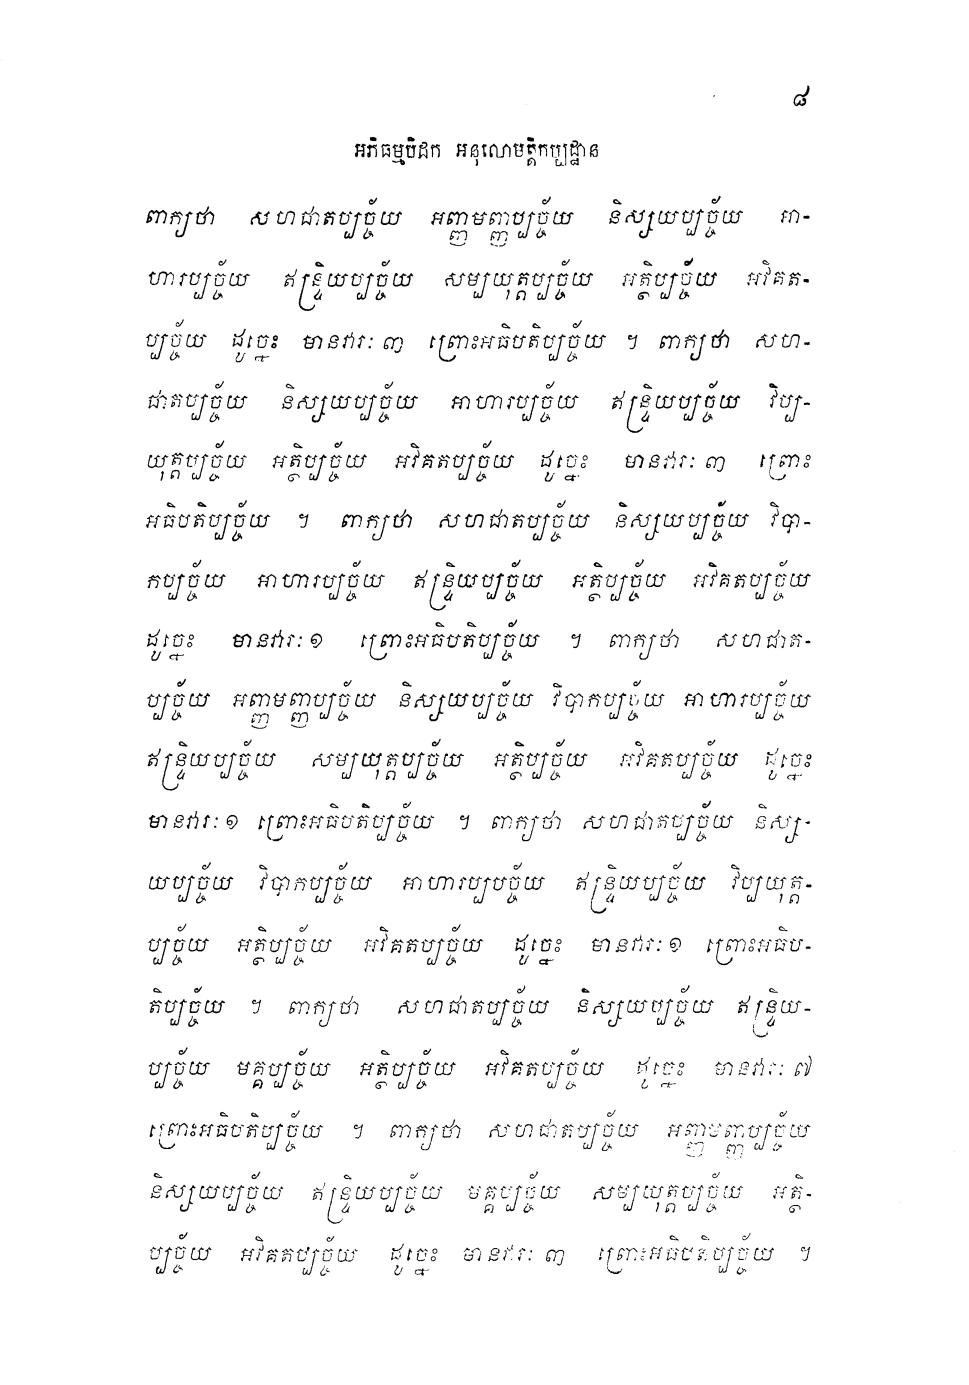 ៨
អភិធម្មបិដក អនុលោមត្តិកប្បដ្ឋាន
ពាក្យថា សហជាតប្បច្ច័យ អញ្ញាមញ្ញប្បច្ច័យ និស្សយប្បច្ច័យ អា-
ហារប្បច្ច័យ ឥន្ទ្រិយប្បច្ច័យ សម្បយុត្តប្បច្ច័យ អត្ថិប្បច្ច័យ អវិគត-
ប្បច្ច័យ ដូច្នេះ មានវារៈ ៣ ព្រោះអធិបតិប្បច្ច័យ ។ ពាក្យថា សហ-
ជាតប្បច្ច័យ និស្សយប្បច្ច័យ អាហារប្បច្ច័យ ឥន្ទ្រិយប្បច្ច័យ វិប្ប-
យុត្តប្បច្ច័យ អត្ថិប្បច្ច័យ អវិគតប្បច្ច័យ ដូច្នេះ មានវារៈ ៣ ព្រោះ
អធិបតិប្បច្ច័យ ។ ពាក្យថា សហជាតប្បច្ច័យ និស្សយប្បច្ច័យ វិបា-
កប្បច្ច័យ អាហារប្បច្ច័យ ឥន្ទ្រិយប្បច្ច័យ អត្ថិប្បច្ច័យ អវិគតប្បច្ច័យ
ដូច្នេះ មានវារៈ ១ ព្រោះអធិបតិប្បច្ច័យ ។ ពាក្យថា សហជាត-
ប្បច្ច័យ អញ្ញាមញ្ញប្បច្ច័យ និស្សយប្បច្ច័យ វិបាកប្បច្ច័យ អាហារប្បច្ច័យ
ឥន្ទ្រិយប្បច្ច័យ សម្បយុត្តប្បច្ច័យ អត្ថិប្បច្ច័យ អវិគតប្បច្ច័យ ដូច្នេះ
មានវារៈ ១ ព្រោះអធិបតិប្បច្ច័យ ។ ពាក្យថា សហជាតប្បច្ច័យ និស្ស-
យប្បច្ច័យ វិបាកប្បច្ច័យ អាហារប្បបច្ច័យ ឥន្ទ្រិយប្បច្ច័យ វិប្បយុត្ត-
ប្បច្ច័យ អត្ថិប្បច្ច័យ អវិគតប្បច្ច័យ ដូច្នេះ មានវារៈ ១ ព្រោះអធិប-
តិប្បច្ច័យ ។ ពាក្យថា សហជាតប្បច្ច័យ និស្សយប្បច្ច័យ ឥន្ទ្រិយ-
ប្បច្ច័យ មគ្គប្បច្ច័យ អត្ថិប្បច្ច័យ អវិគតប្បច្ច័យ ដូច្នេះ មានវារៈ ៧
ព្រោះអធិបតិប្បច្ច័យ ។ ពាក្យថា សហជាតប្បច្ច័យ អញ្ញាមញ្ញប្បច្ច័យ
និស្សយប្បច្ច័យ ឥន្ទ្រិយប្បច្ច័យ មគ្គប្បច្ច័យ សម្បយុត្តប្បច្ច័យ អត្ថិ-
ប្បច្ច័យ អវិគតប្បច្ច័យ ដូច្នេះ មានវារៈ ៣ ព្រោះអធិបតិប្បច្ច័យ ។